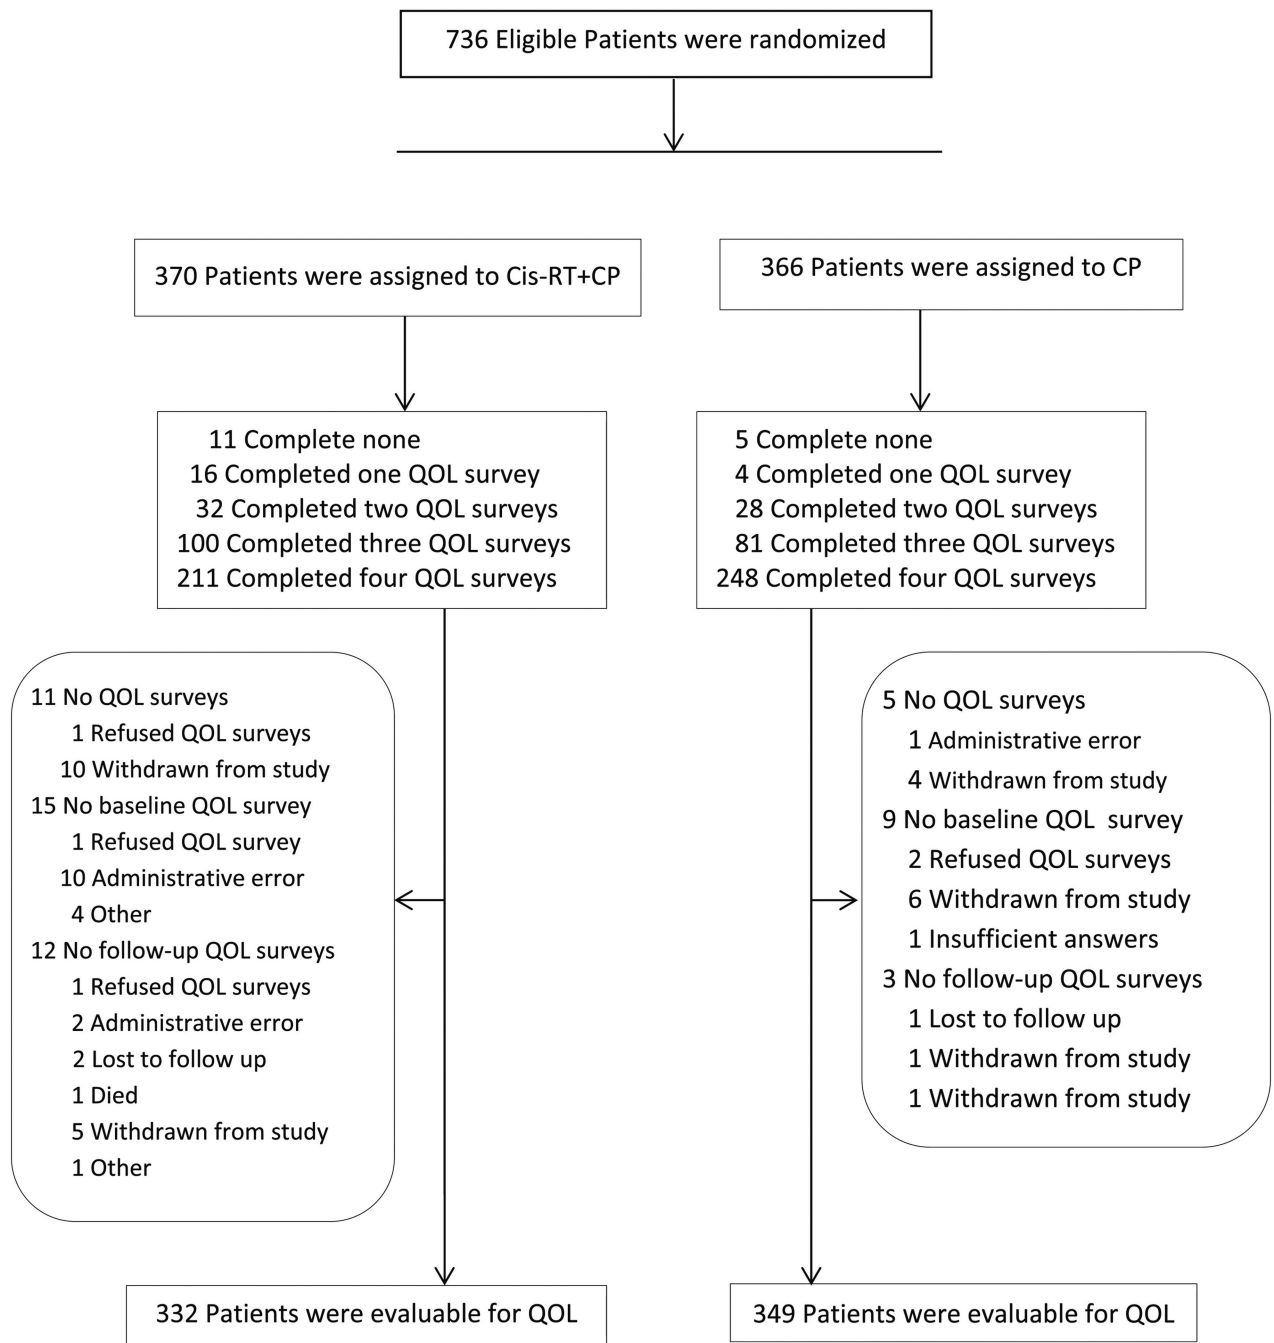 736 Eligible Patients were randomized
370 Patients were assigned to Cis-RT+CP
366 Patients were assigned to CP
11 Complete none
16 Completed one QOL survey
32 Completed two QOL surveys
100 Completed three QOL surveys
211 Completed four QOL surveys
5 Complete none
4 Completed one QOL survey
28 Completed two QOL surveys
81 Completed three QOL surveys
248 Completed four QOL surveys
11 No QOL surveys
1 Refused QOL surveys
10 Withdrawn from study
15 No baseline QOL survey
1 Refused QOL survey
10 Administrative error
4 Other
12 No follow-up QOL surveys
1 Refused QOL surveys
2 Administrative error
2 Lost to follow up
1 Died
5 Withdrawn from study
1 Other
5 No QOL surveys
1 Administrative error
4 Withdrawn from study
9 No baseline QOL survey
2 Refused QOL surveys
6 Withdrawn from study
1 Insufficient answers
3 No follow-up QOL surveys
1 Lost to follow up
1 Withdrawn from study
1 Withdrawn from study
332 Patients were evaluable for QOL
349 Patients were evaluable for QOL